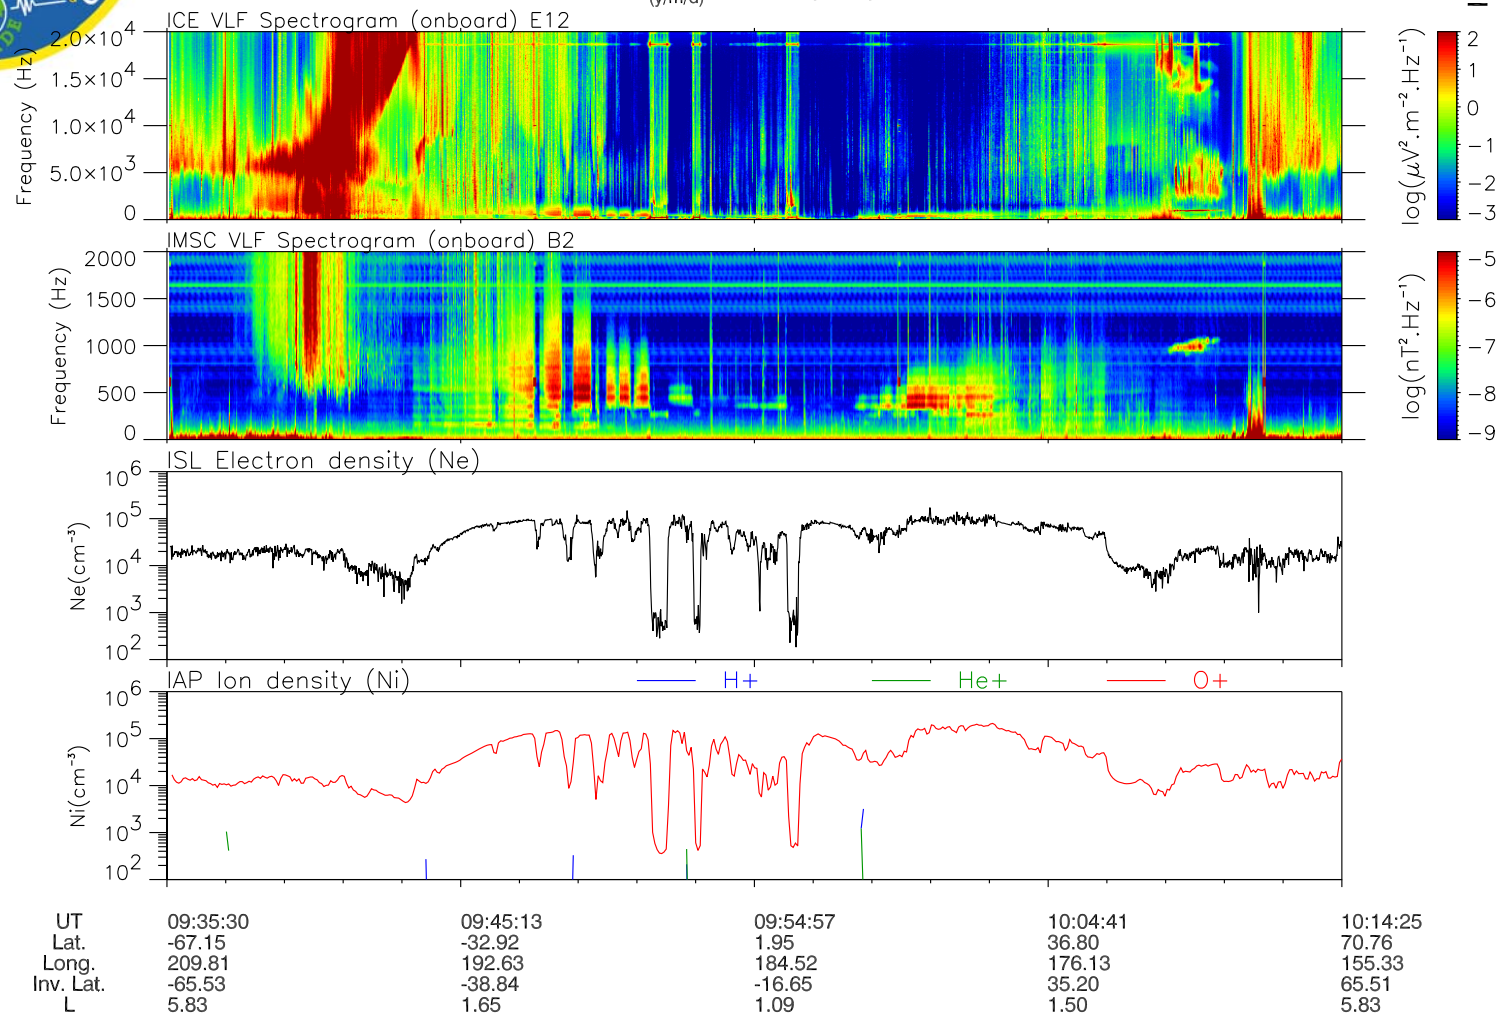 (y/m/d)
DE
ICE VLF Spectrogram (onboard) E12
Frequency (Hz)
2.0×10⁴
1.5×10⁴
1.0×10⁴
5.0×10³
0
log(μV².m⁻².Hz⁻¹)
2
1
0
−1
−2
−3
IMSC VLF Spectrogram (onboard) B2
Frequency (Hz)
2000
1500
1000
500
0
log(nT².Hz⁻¹)
−5
−6
−7
−8
−9
ISL Electron density (Ne)
Ne(cm⁻³)
10⁶
10⁵
10⁴
10³
10²
IAP Ion density (Ni) H+ He+ O+
Ni(cm⁻³)
10⁶
10⁵
10⁴
10³
10²
UT 09:35:30 09:45:13 09:54:57 10:04:41 10:14:25
Lat. -67.15 -32.92 1.95 36.80 70.76
Long. 209.81 192.63 184.52 176.13 155.33
Inv. Lat. -65.53 -38.84 -16.65 35.20 65.51
L 5.83 1.65 1.09 1.50 5.83